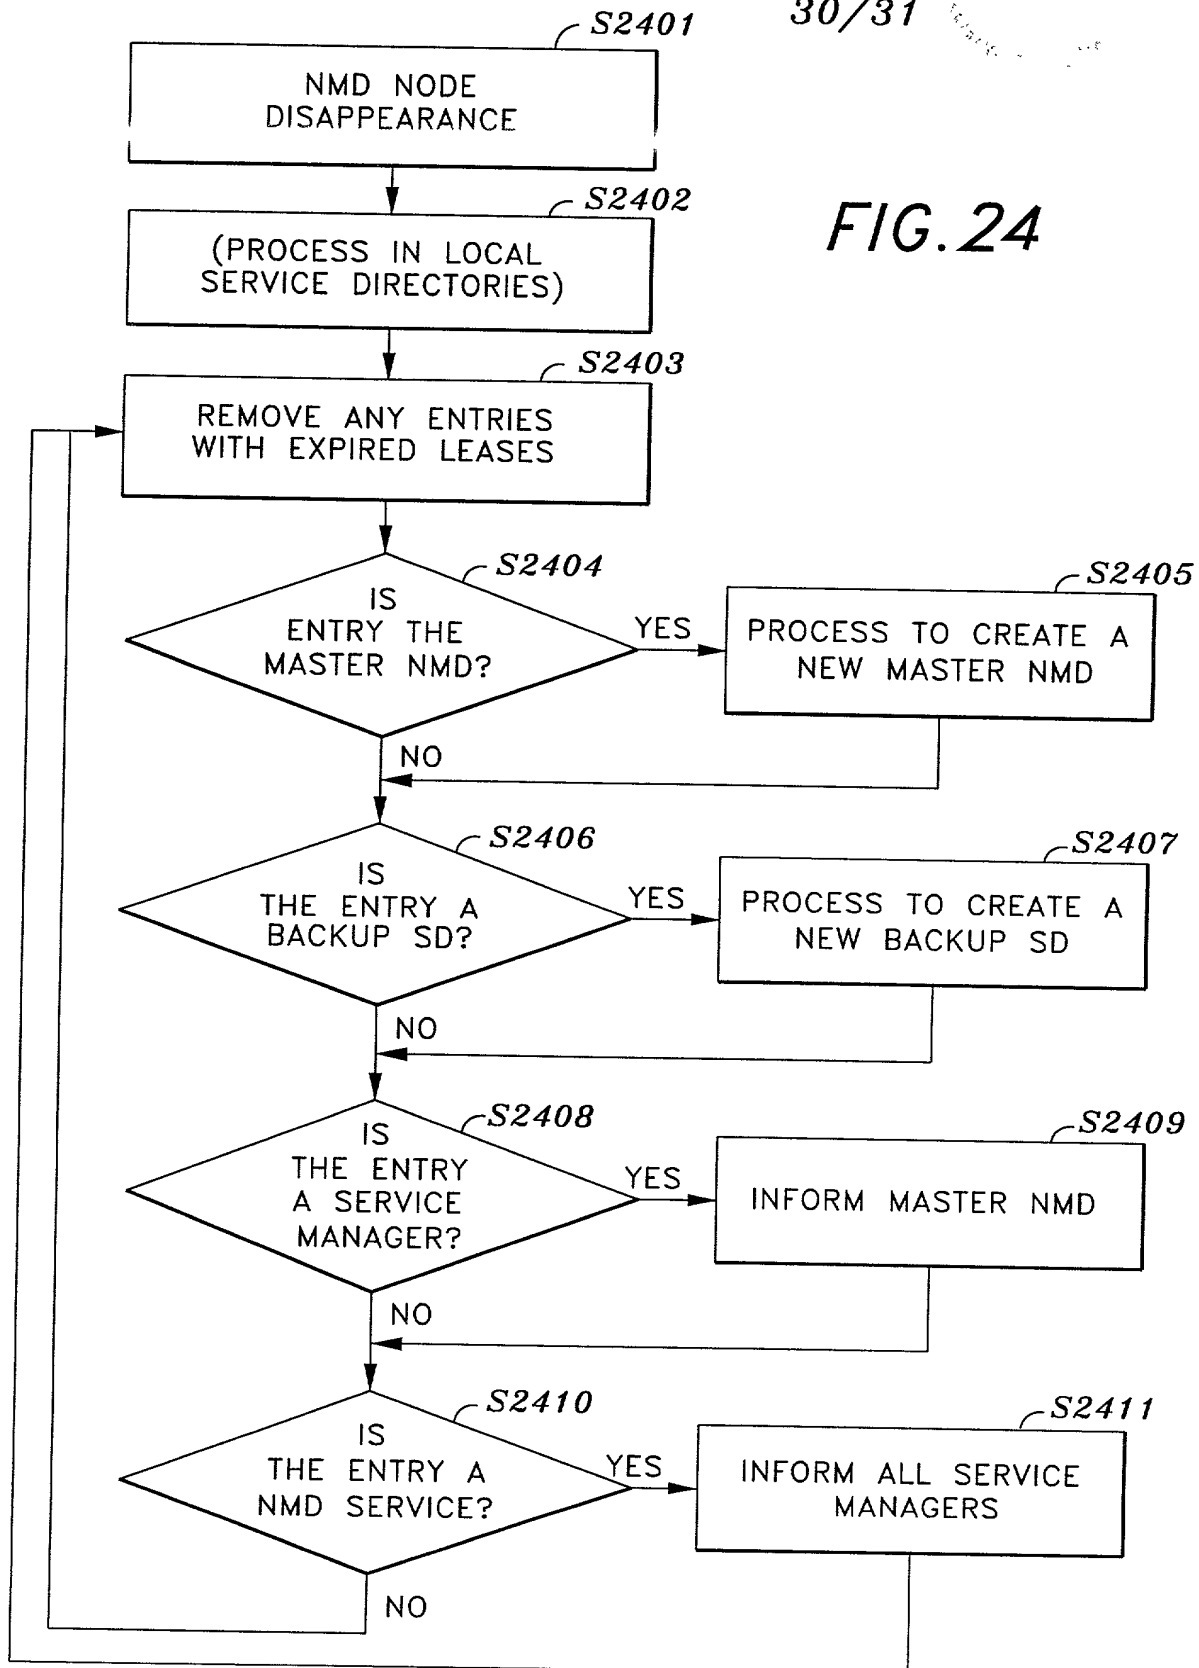 30/31
S2401
NMD NODE
DISAPPEARANCE
S2402
(PROCESS IN LOCAL
SERVICE DIRECTORIES)
FIG. 24
S2403
REMOVE ANY ENTRIES
WITH EXPIRED LEASES
S2404
IS
ENTRY THE
MASTER NMD?
YES
S2405
PROCESS TO CREATE A
NEW MASTER NMD
NO
S2406
IS
THE ENTRY A
BACKUP SD?
YES
S2407
PROCESS TO CREATE A
NEW BACKUP SD
NO
S2408
IS
THE ENTRY
A SERVICE
MANAGER?
YES
S2409
INFORM MASTER NMD
NO
S2410
IS
THE ENTRY A
NMD SERVICE?
YES
S2411
INFORM ALL SERVICE
MANAGERS
NO